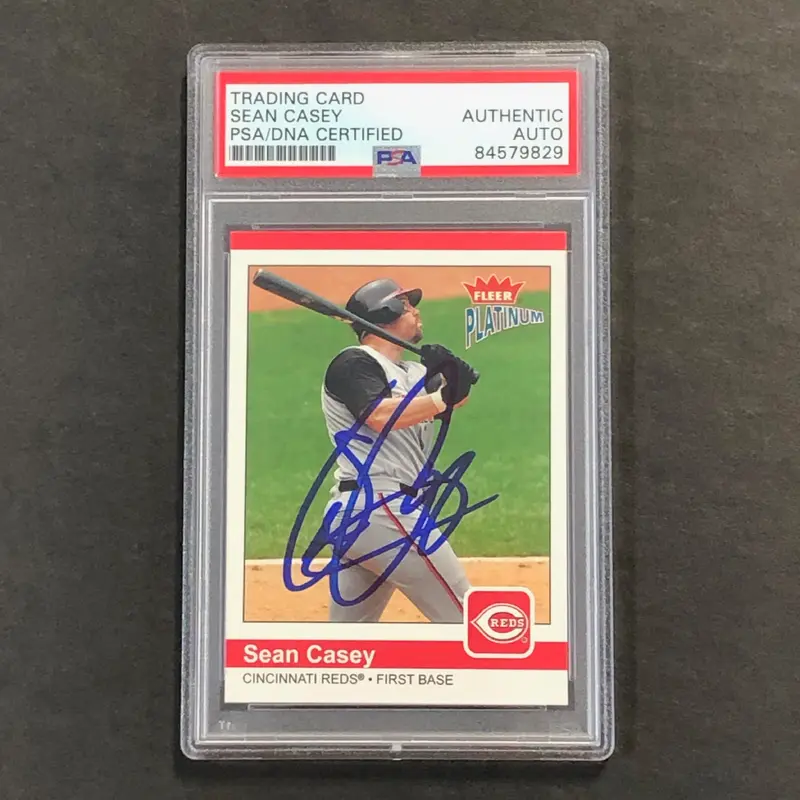 TRADING CARD
SEAN CASEY
PSA/DNA CERTIFIED
AUTHENTIC
AUTO
84579829
PSA
FLEER
PLATINUM
REDS
Sean Casey
CINCINNATI REDS® • FIRST BASE